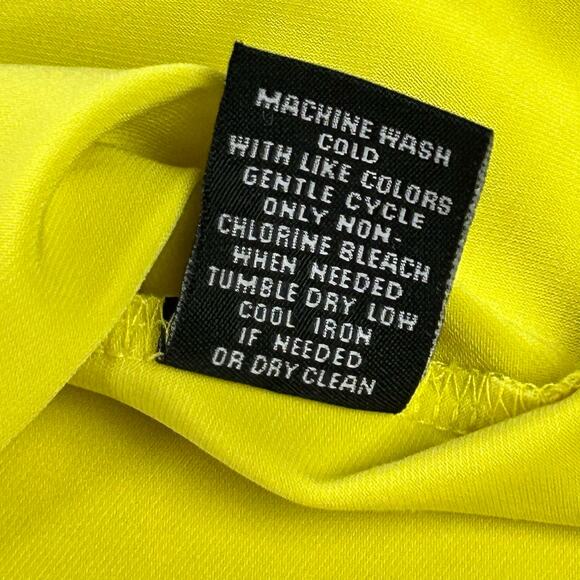 MACHINE WASH
COLD
WITH LIKE COLORS
GENTLE CYCLE
ONLY NON-
CHLORINE BLEACH
WHEN NEEDED
TUMBLE DRY LOW
COOL IRON
IF NEEDED
OR DRY CLEAN